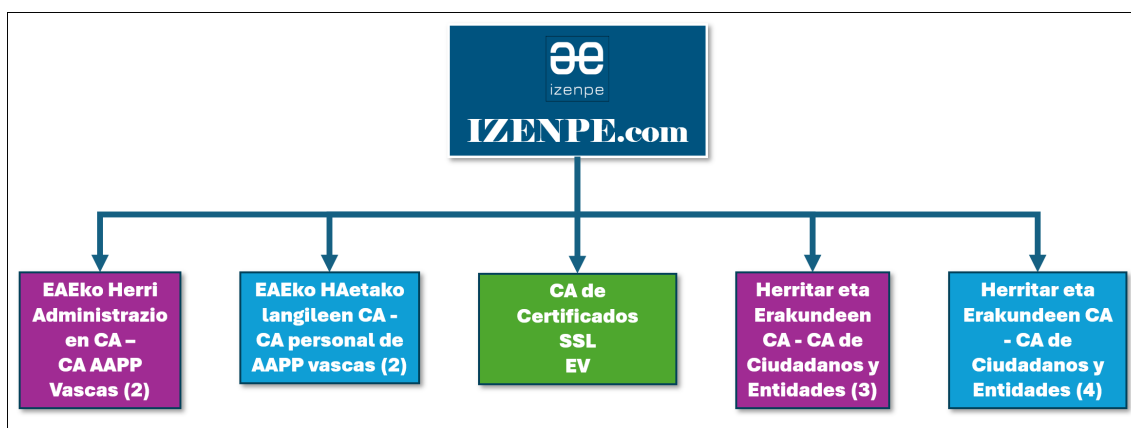 izenpe
IZENPE.com
EAEko Herri
Administrazio
en CA –
CA AAPP
Vascas (2)
EAEko HAetako
langileen CA -
CA personal de
AAPP vascas (2)
CA de
Certificados
SSL
EV
Herritar eta
Erakundeen
CA - CA de
Ciudadanos y
Entidades (3)
Herritar eta
Erakundeen CA
- CA de
Ciudadanos y
Entidades (4)